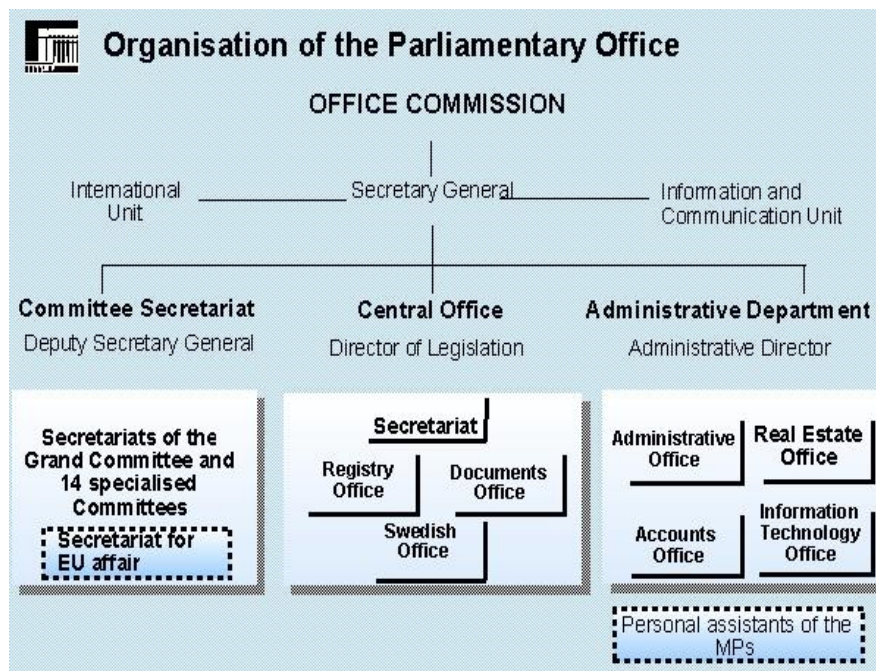 Organisation of the Parliamentary Office
OFFICE COMMISSION
International
Unit
Secretary General
Information and
Communication Unit
Committee Secretariat
Deputy Secretary General
Central Office
Director of Legislation
Administrative Department
Administrative Director
Secretariats of the
Grand Committee and
14 specialised
Committees
Secretariat for
EU affair
Secretariat
Registry
Office
Documents
Office
Swedish
Office
Administrative
Office
Real Estate
Office
Accounts
Office
Information
Technology
Office
Personal assistants of the
MPs